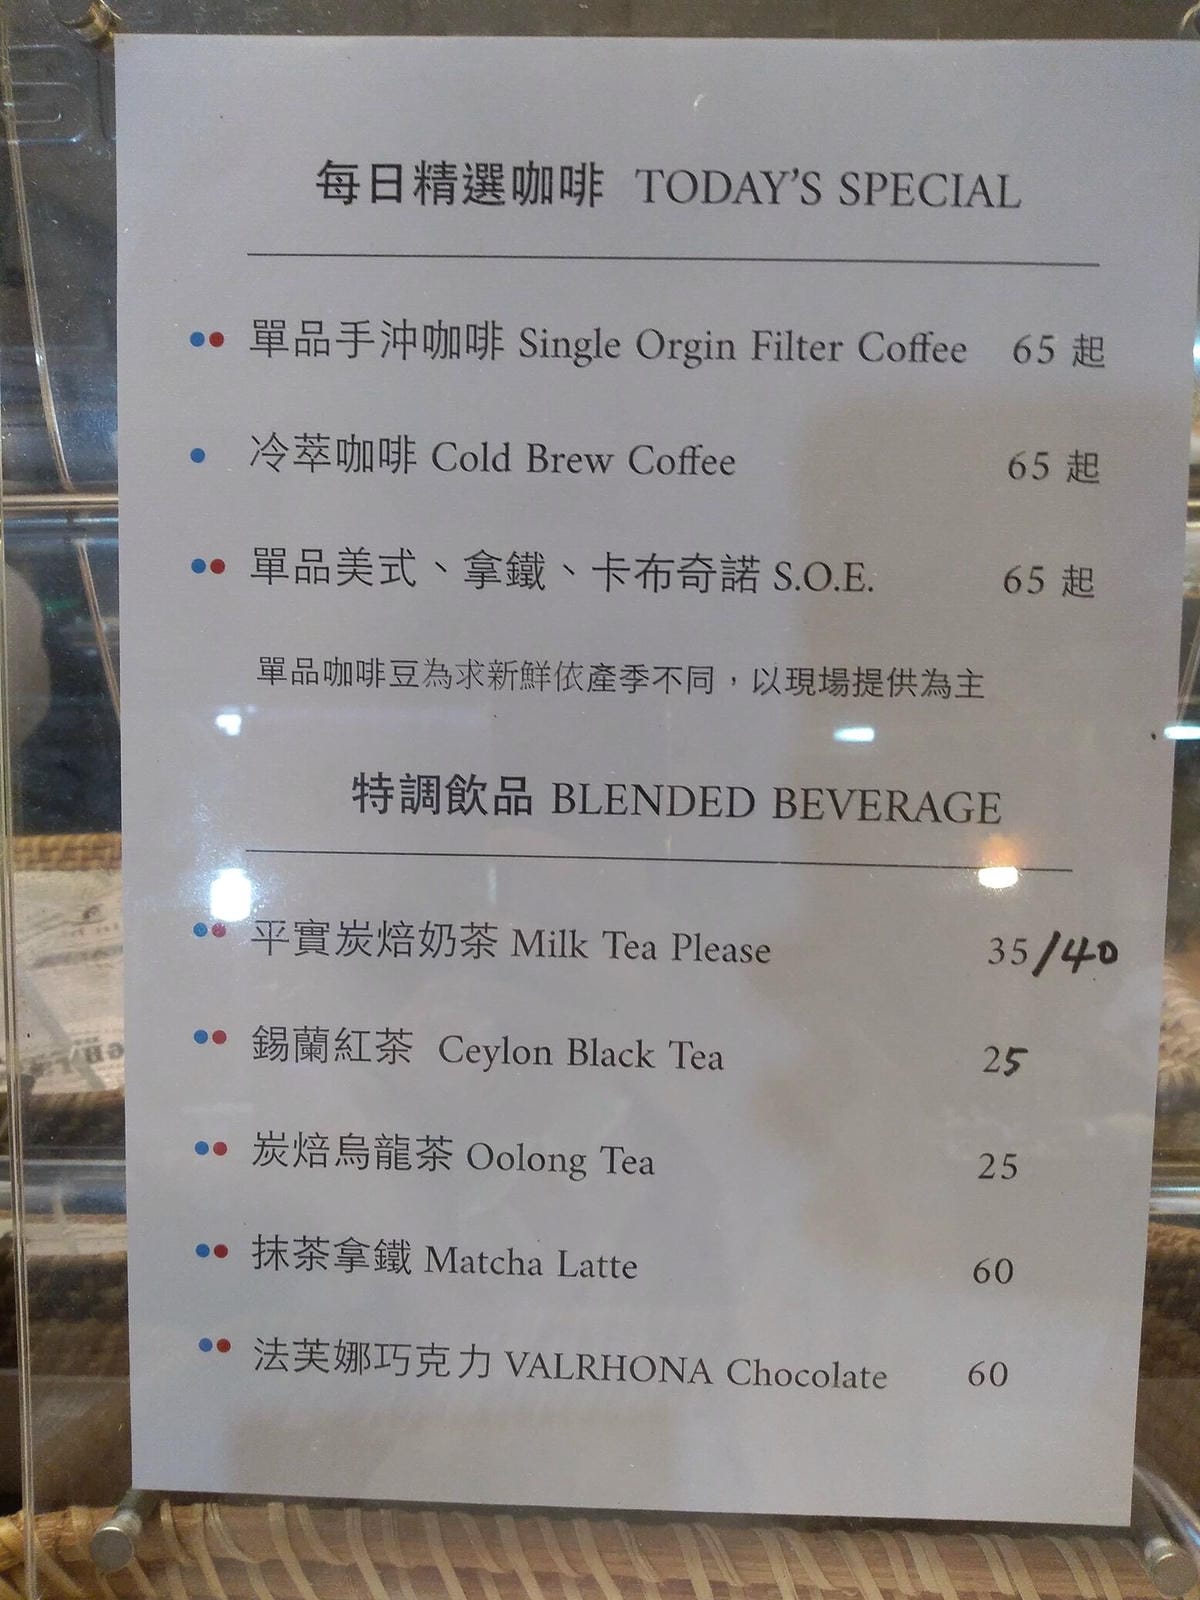 每日精選咖啡 TODAY'S SPECIAL
單品手沖咖啡 Single Orgin Filter Coffee 65 起
冷萃咖啡 Cold Brew Coffee 65 起
單品美式、拿鐵、卡布奇諾 S.O.E. 65 起
單品咖啡豆為求新鮮依產季不同，以現場提供為主
特調飲品 BLENDED BEVERAGE
平實炭焙奶茶 Milk Tea Please 35/40
錫蘭紅茶 Ceylon Black Tea 25
炭焙烏龍茶 Oolong Tea 25
抹茶拿鐵 Matcha Latte 60
法芙娜巧克力 VALRHONA Chocolate 60